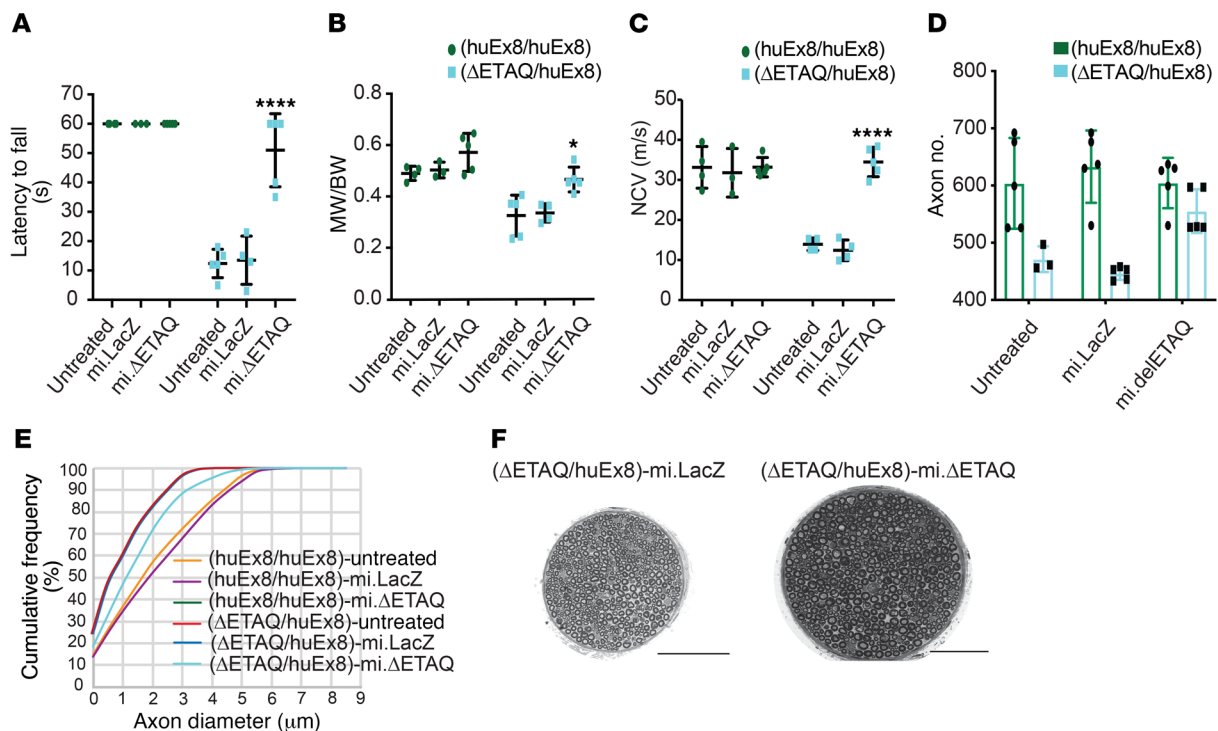 A
Latency to fall
(s)
70
60
50
40
30
20
10
0
****
Untreated
mi.LacZ
mi.ΔETAQ
Untreated
mi.LacZ
mi.ΔETAQ
B
(huEx8/huEx8)
(ΔETAQ/huEx8)
MW/BW
0.8
0.6
0.4
0.2
0.0
*
Untreated
mi.LacZ
mi.ΔETAQ
Untreated
mi.LacZ
mi.ΔETAQ
C
(huEx8/huEx8)
(ΔETAQ/huEx8)
NCV (m/s)
50
40
30
20
10
0
****
Untreated
mi.LacZ
mi.ΔETAQ
Untreated
mi.LacZ
mi.ΔETAQ
D
(huEx8/huEx8)
(ΔETAQ/huEx8)
Axon no.
800
700
600
500
400
Untreated
mi.LacZ
mi.delETAQ
E
Cumulative frequency
(%)
100
90
80
70
60
50
40
30
20
10
0
0 1 2 3 4 5 6 7 8 9
Axon diameter (μm)
(huEx8/huEx8)-untreated
(huEx8/huEx8)-mi.LacZ
(huEx8/huEx8)-mi.ΔETAQ
(ΔETAQ/huEx8)-untreated
(ΔETAQ/huEx8)-mi.LacZ
(ΔETAQ/huEx8)-mi.ΔETAQ
F
(ΔETAQ/huEx8)-mi.LacZ
(ΔETAQ/huEx8)-mi.ΔETAQ